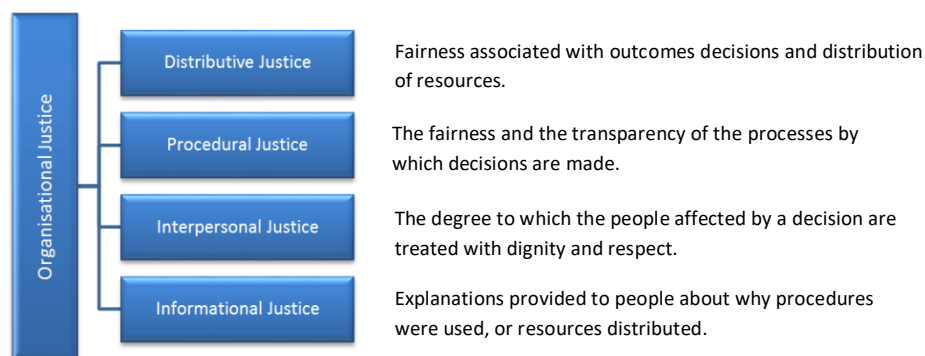 Organisational Justice
Distributive Justice
Fairness associated with outcomes decisions and distribution
of resources.
Procedural Justice
The fairness and the transparency of the processes by
which decisions are made.
Interpersonal Justice
The degree to which the people affected by a decision are
treated with dignity and respect.
Informational Justice
Explanations provided to people about why procedures
were used, or resources distributed.